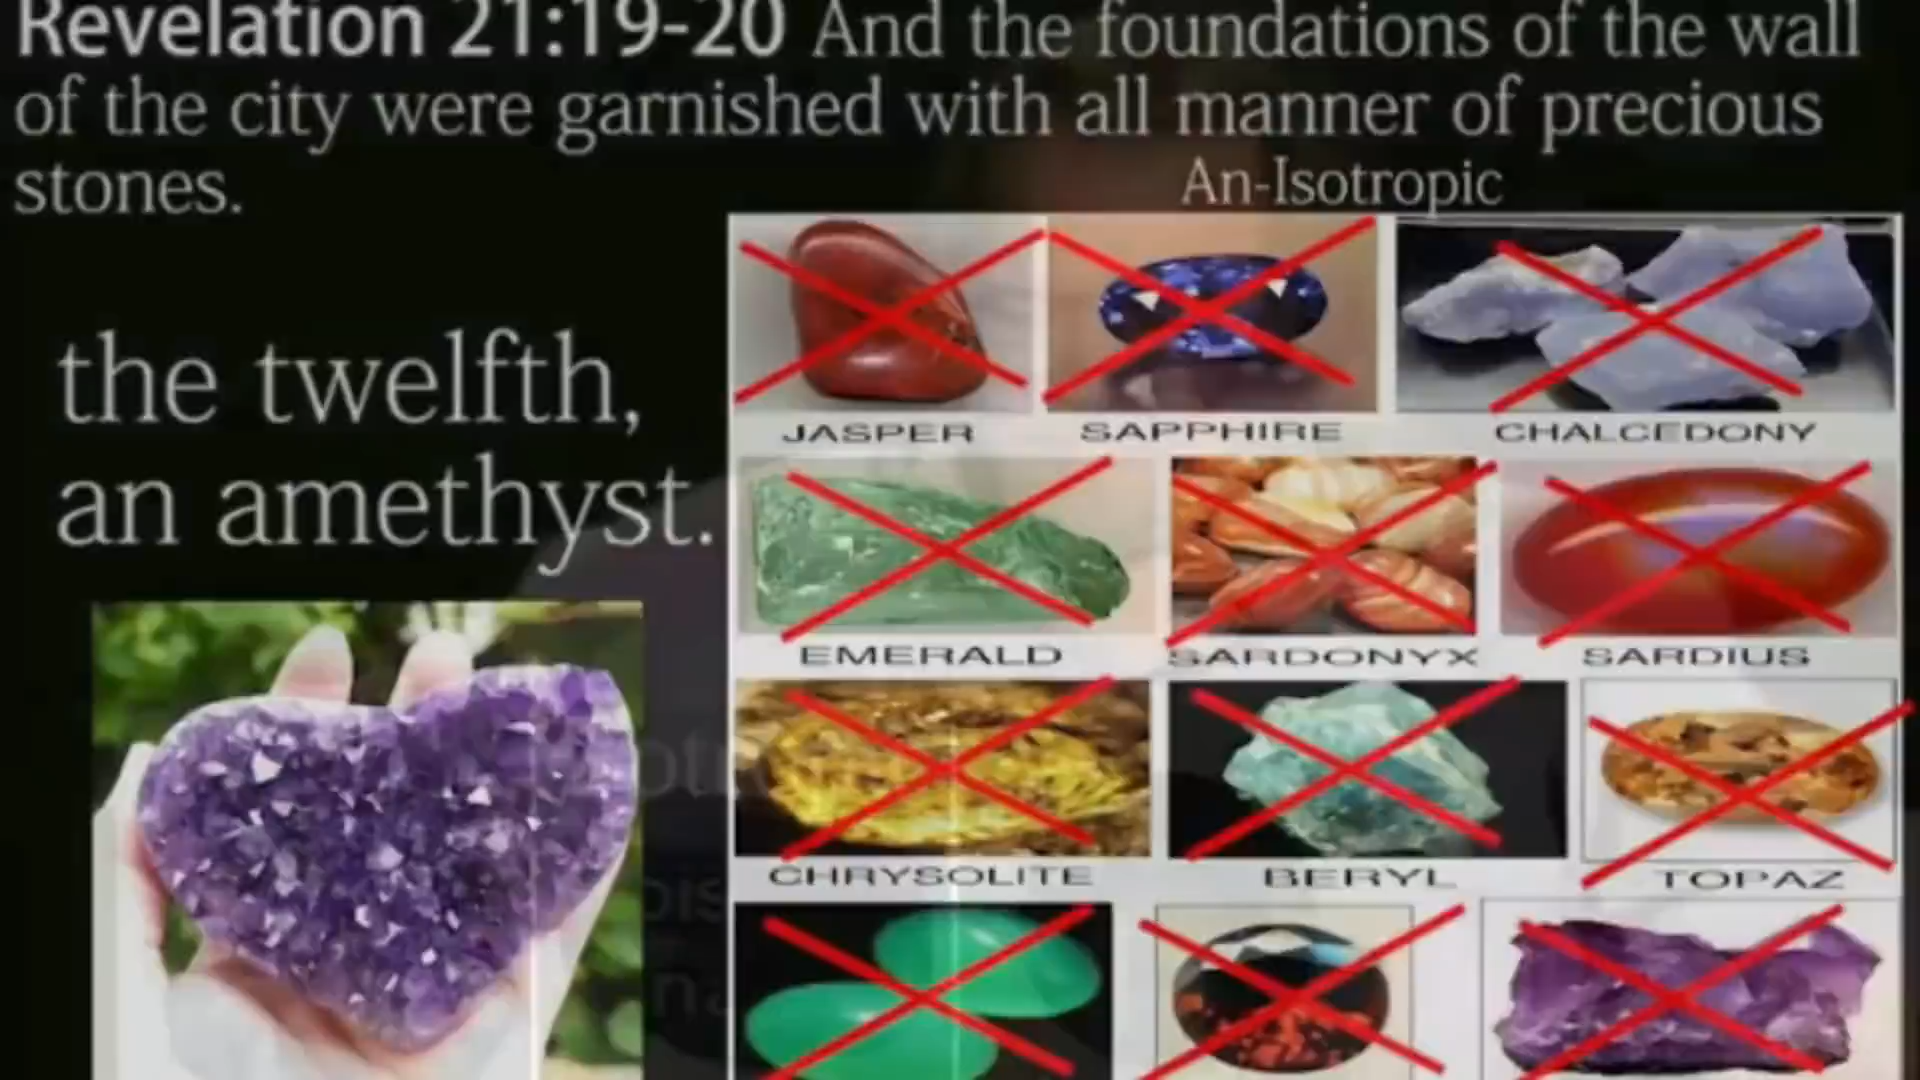 Revelation 21:19-20 And the foundations of the wall
of the city were garnished with all manner of precious
stones.
An-Isotropic
the twelfth,
an amethyst.
JASPER SAPPHIRE CHALCEDONY
EMERALD SARDONYX SARDIUS
CHRYSOLITE BERYL TOPAZ